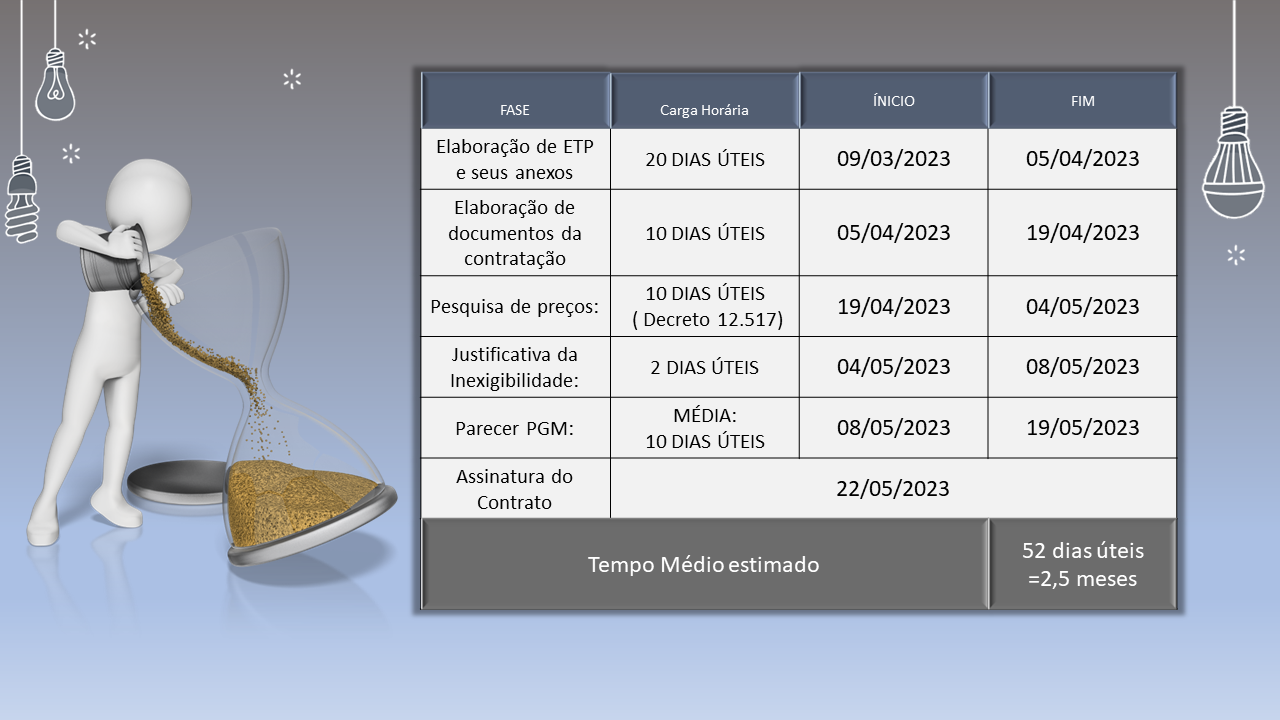 FASE
Carga Horária
ÍNICIO
FIM
Elaboração de ETP
e seus anexos
20 DIAS ÚTEIS
09/03/2023
05/04/2023
Elaboração de
documentos da
contratação
10 DIAS ÚTEIS
05/04/2023
19/04/2023
Pesquisa de preços:
10 DIAS ÚTEIS
( Decreto 12.517)
19/04/2023
04/05/2023
Justificativa da
Inexigibilidade:
2 DIAS ÚTEIS
04/05/2023
08/05/2023
Parecer PGM:
MÉDIA:
10 DIAS ÚTEIS
08/05/2023
19/05/2023
Assinatura do
Contrato
22/05/2023
Tempo Médio estimado
52 dias úteis
=2,5 meses